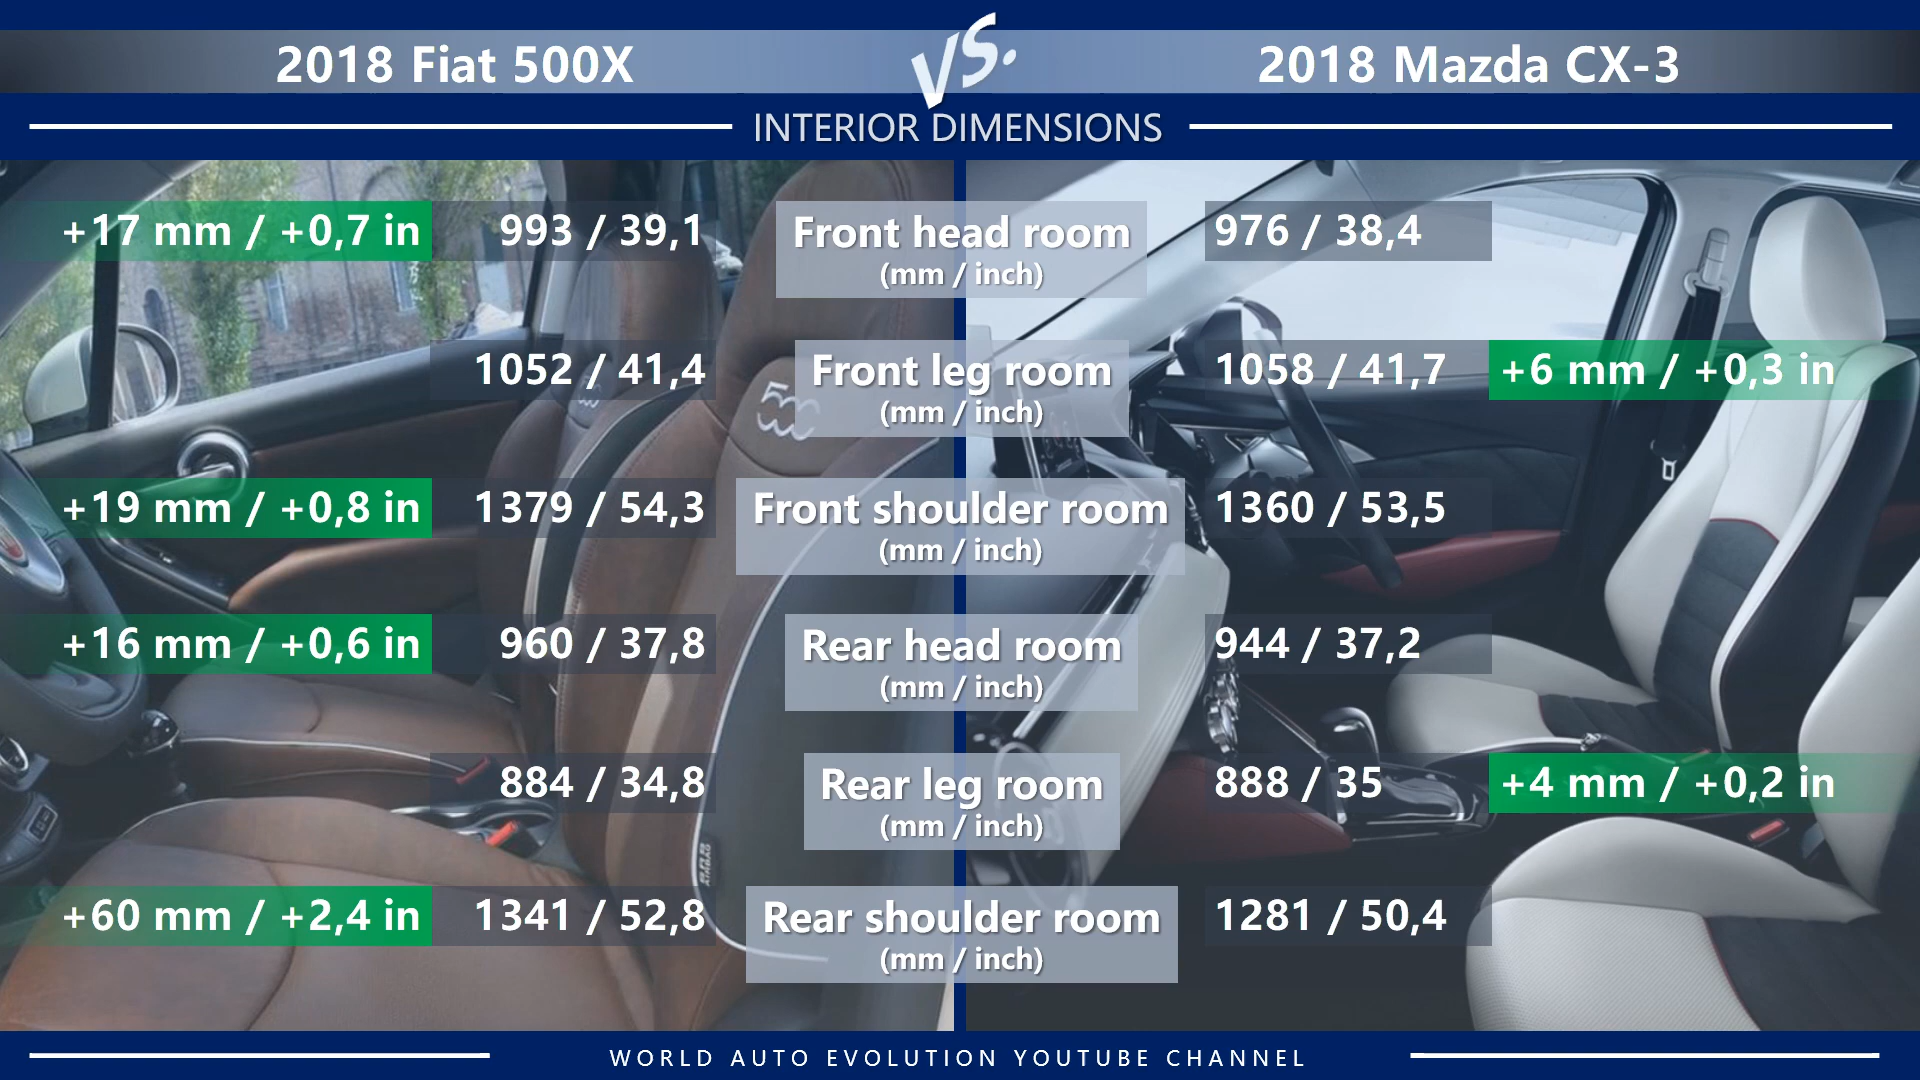 2018 Fiat 500X
VS.
2018 Mazda CX-3
INTERIOR DIMENSIONS
+17 mm / +0,7 in
993 / 39,1
Front head room
(mm / inch)
976 / 38,4
1052 / 41,4
Front leg room
(mm / inch)
1058 / 41,7
+6 mm / +0,3 in
500
+19 mm / +0,8 in
1379 / 54,3
Front shoulder room
(mm / inch)
1360 / 53,5
+16 mm / +0,6 in
960 / 37,8
Rear head room
(mm / inch)
944 / 37,2
884 / 34,8
Rear leg room
(mm / inch)
888 / 35
+4 mm / +0,2 in
AIRBAG
+60 mm / +2,4 in
1341 / 52,8
Rear shoulder room
(mm / inch)
1281 / 50,4
WORLD AUTO EVOLUTION YOUTUBE CHANNEL